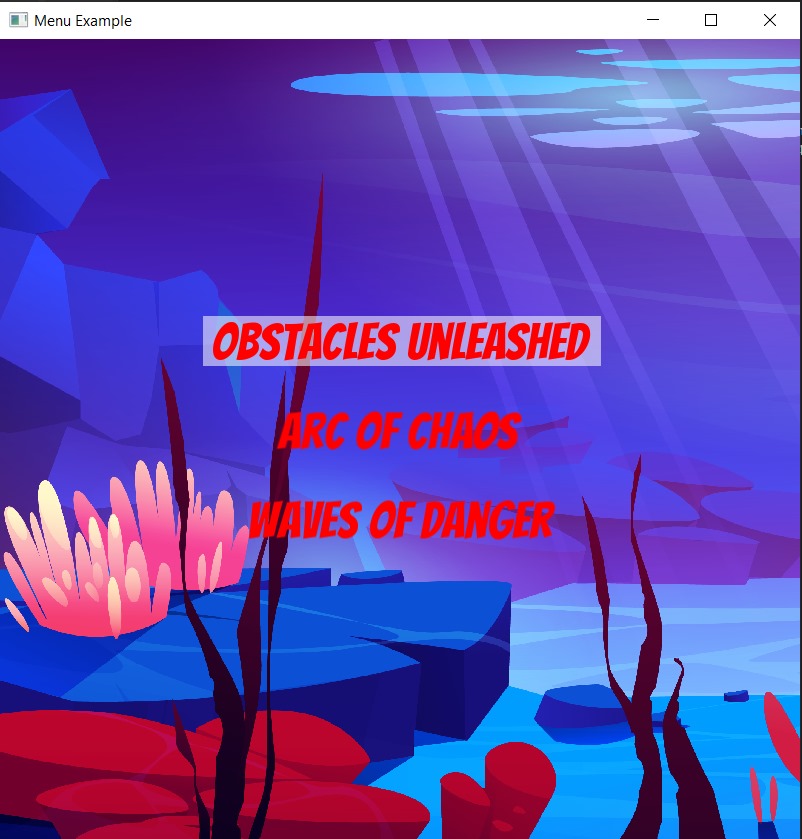 Menu Example
OBSTACLES UNLEASHED
ARC OF CHAOS
WAVES OF DANGER